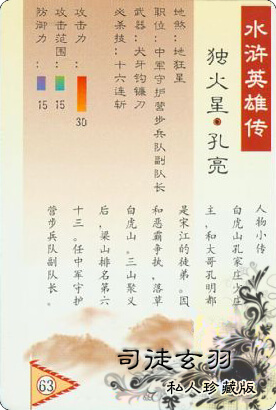 水浒英雄传
独火星·孔亮
地煞:地狂星
职位:中军守护营步兵队副队长
武器:犬牙钩镰刀
必杀技:十六连斩
攻击力:
30
攻击范围:
15
防御力:
15
人物小传
白虎山孔家庄少庄
主,和大哥孔明都
是宋江的徒弟。因
和恶霸争执,落草
白虎山。三山聚义
后,梁山排名第六
十三。任中军守护
营步兵队副队长。
司徒玄羽
私人珍藏版
63